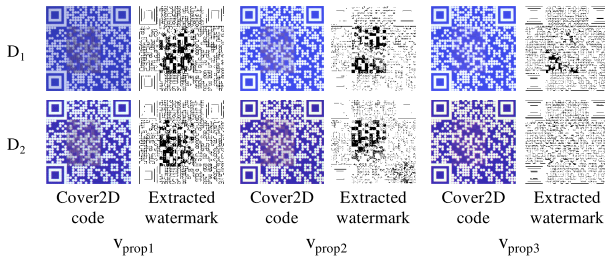 D1
D2
Cover2D code Extracted watermark Cover2D code Extracted watermark Cover2D code Extracted watermark
vprop1 vprop2 vprop3